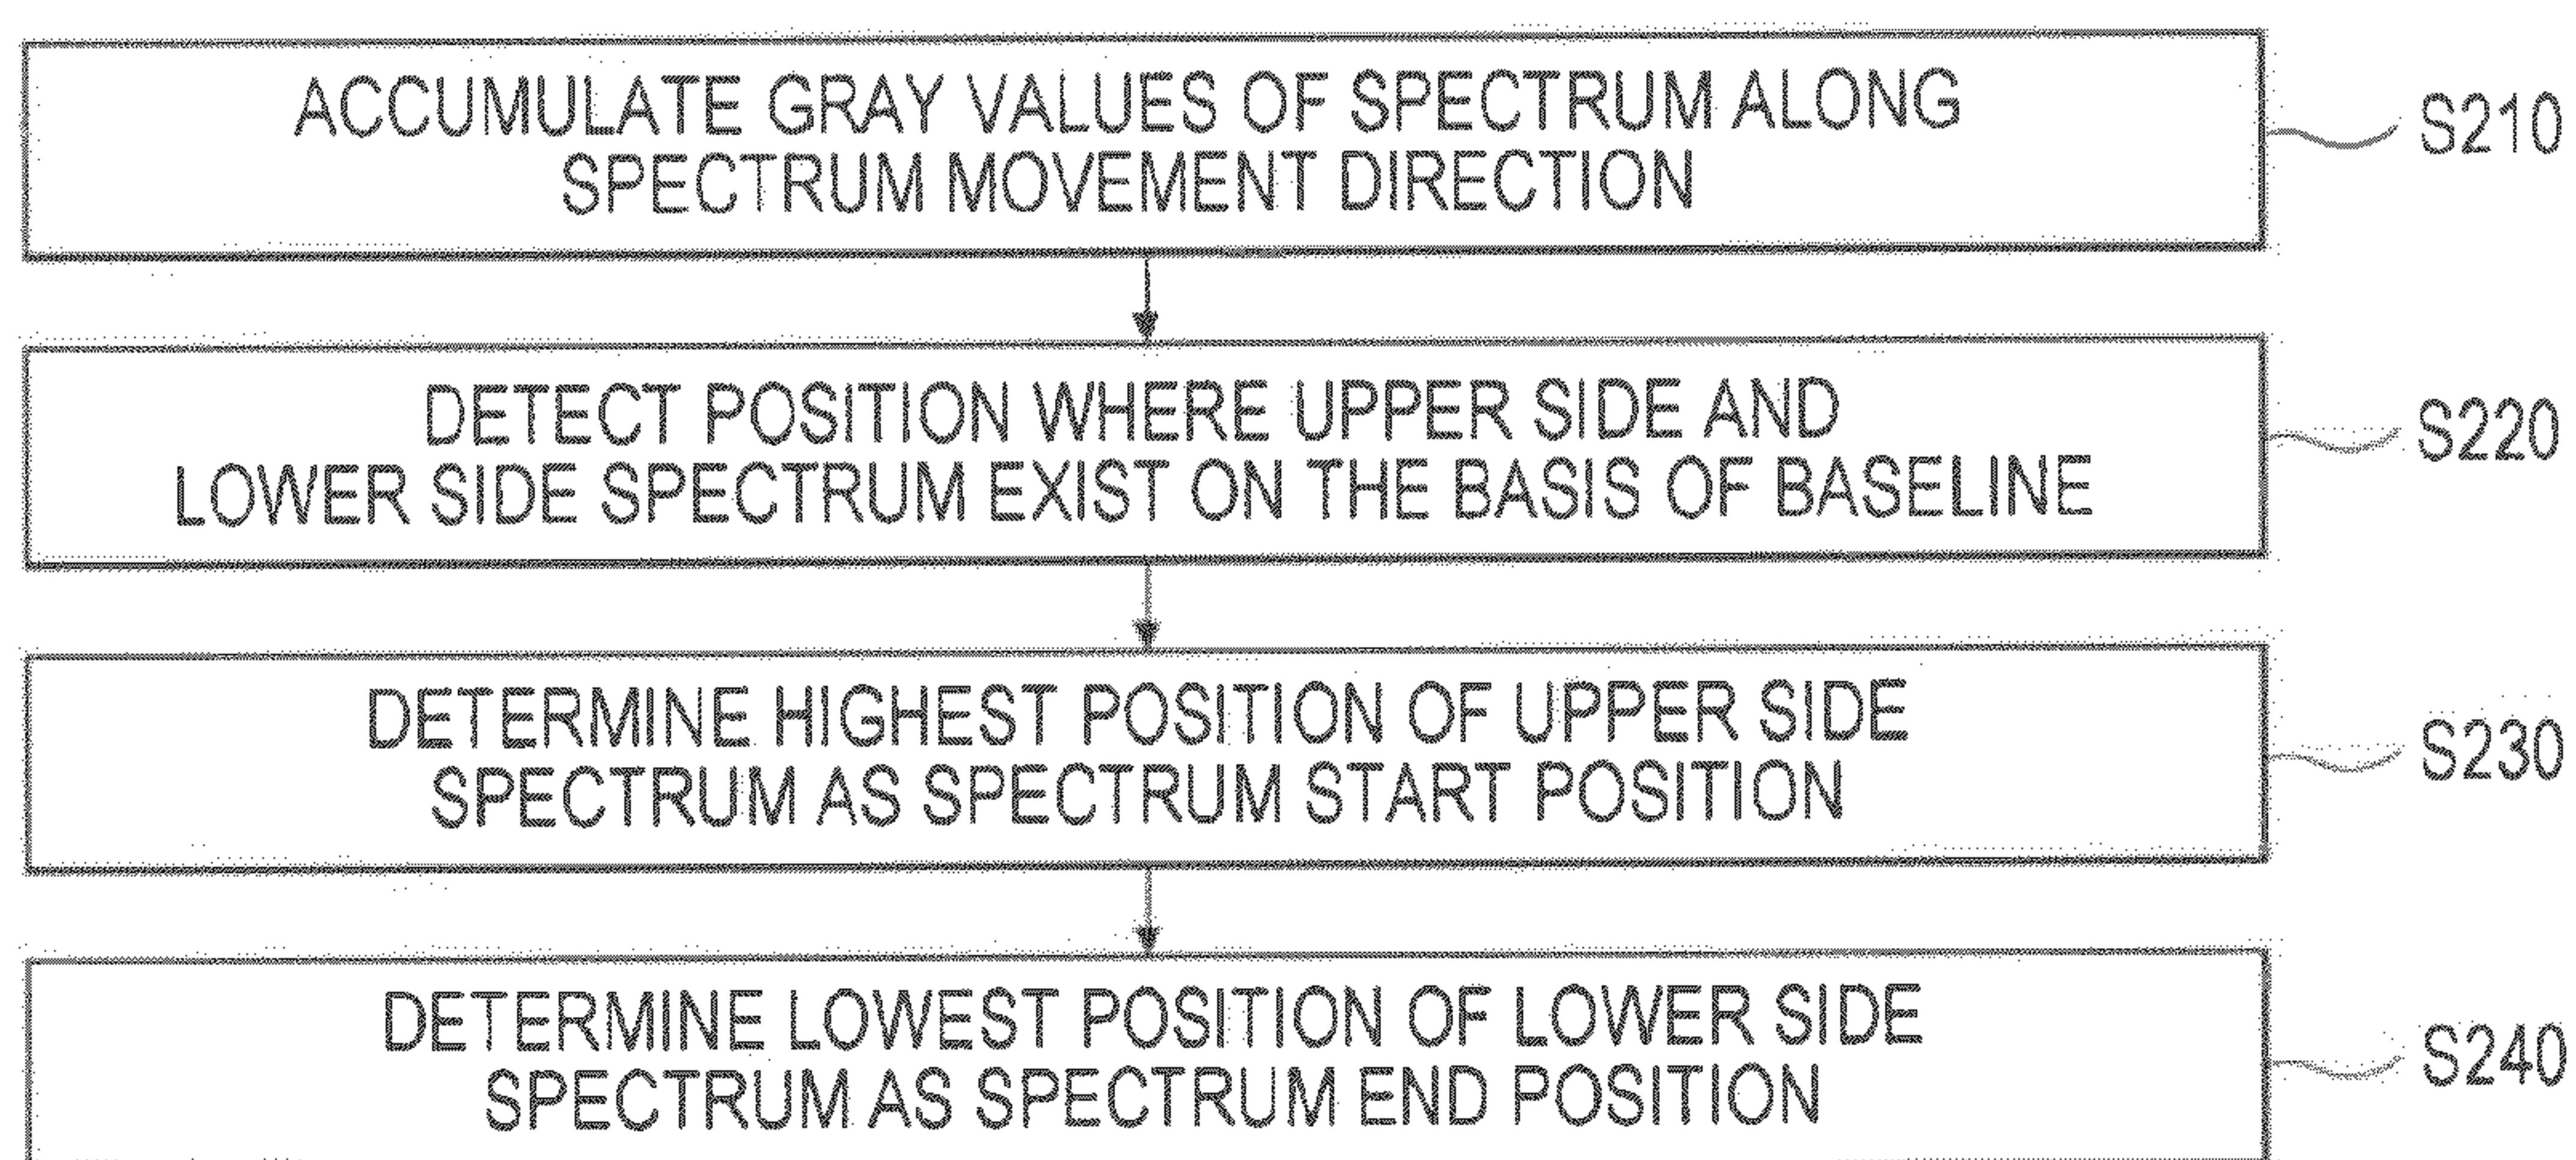 ACCUMULATE GRAY VALUES OF SPECTRUM ALONG
SPECTRUM MOVEMENT DIRECTION
S210
DETECT POSITION WHERE UPPER SIDE AND
LOWER SIDE SPECTRUM EXIST ON THE BASIS OF BASELINE
S220
DETERMINE HIGHEST POSITION OF UPPER SIDE
SPECTRUM AS SPECTRUM START POSITION
S230
DETERMINE LOWEST POSITION OF LOWER SIDE
SPECTRUM AS SPECTRUM END POSITION
S240